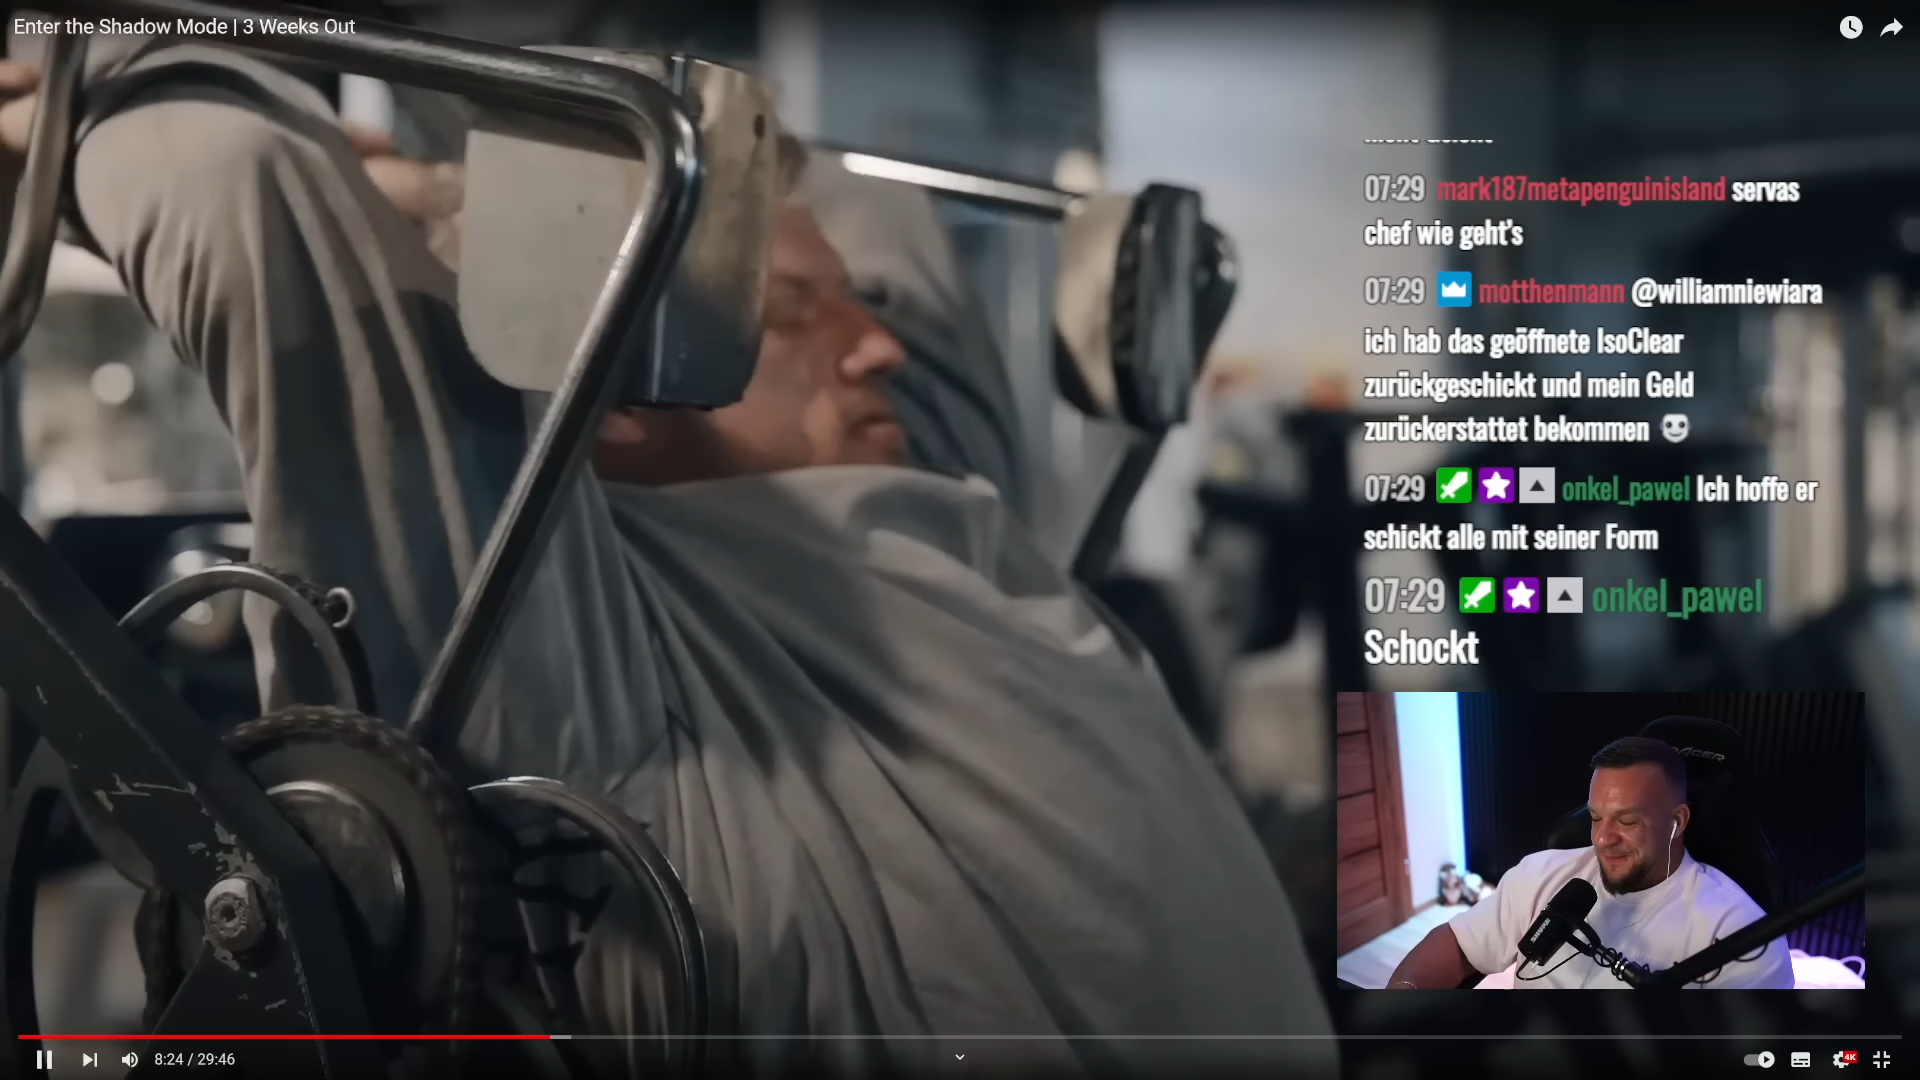 Enter the Shadow Mode | 3 Weeks Out
07:29 mark187metapenguinisland servas
chef wie geht's
07:29 motthenmann @williamniewiara
ich hab das geöffnete IsoClear
zurückgeschickt und mein Geld
zurückerstattet bekommen
07:29 onkel_pawel Ich hoffe er
schickt alle mit seiner Form
07:29 onkel_pawel
Schockt
SHURE
8:24 / 29:46
4K